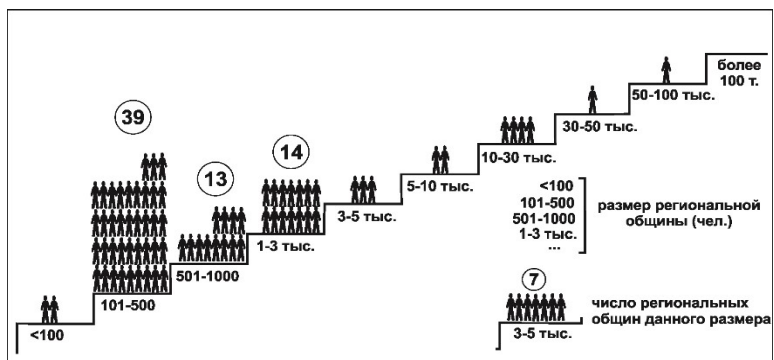 39
13
14
<100
101-500
501-1000
1-3 тыс.
3-5 тыс.
5-10 тыс.
10-30 тыс.
30-50 тыс.
50-100 тыс.
более
100 т.
<100
101-500
501-1000
1-3 тыс.
...
размер региональной
общины (чел.)
7
3-5 тыс.
число региональных
общин данного размера